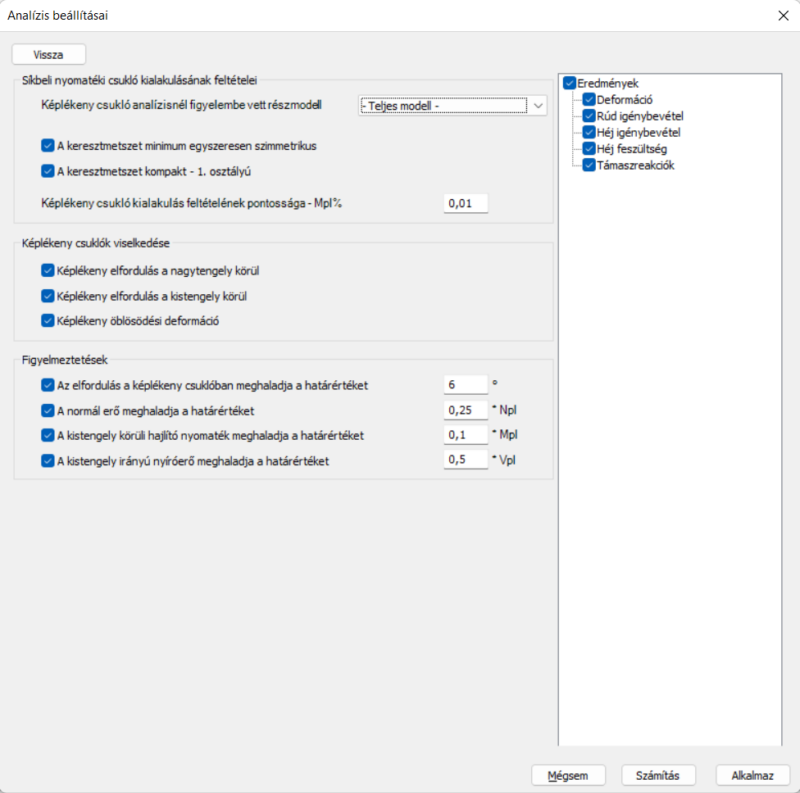 Analízis beállításai
Vissza
Síkbeli nyomatéki csukló kialakulásának feltételei
Képlékeny csukló analízisnél figyelembe vett részmodell
- Teljes modell -
A keresztmetszet minimum egyszeresen szimmetrikus
A keresztmetszet kompakt - 1. osztályú
Képlékeny csukló kialakulás feltételének pontossága - Mpl%
0,01
Képlékeny csuklók viselkedése
Képlékeny elfordulás a nagytengely körül
Képlékeny elfordulás a kistengely körül
Képlékeny öblösödési deformáció
Figyelmeztetések
Az elfordulás a képlékeny csuklóban meghaladja a határértéket
6 °
A normál erő meghaladja a határértéket
0,25 * Npl
A kistengely körüli hajlító nyomaték meghaladja a határértéket
0,1 * Mpl
A kistengely irányú nyíróerő meghaladja a határértéket
0,5 * Vpl
Eredmények
Deformáció
Rúd igénybevétel
Héj igénybevétel
Héj feszültség
Támaszreakciók
Mégsem
Számítás
Alkalmaz